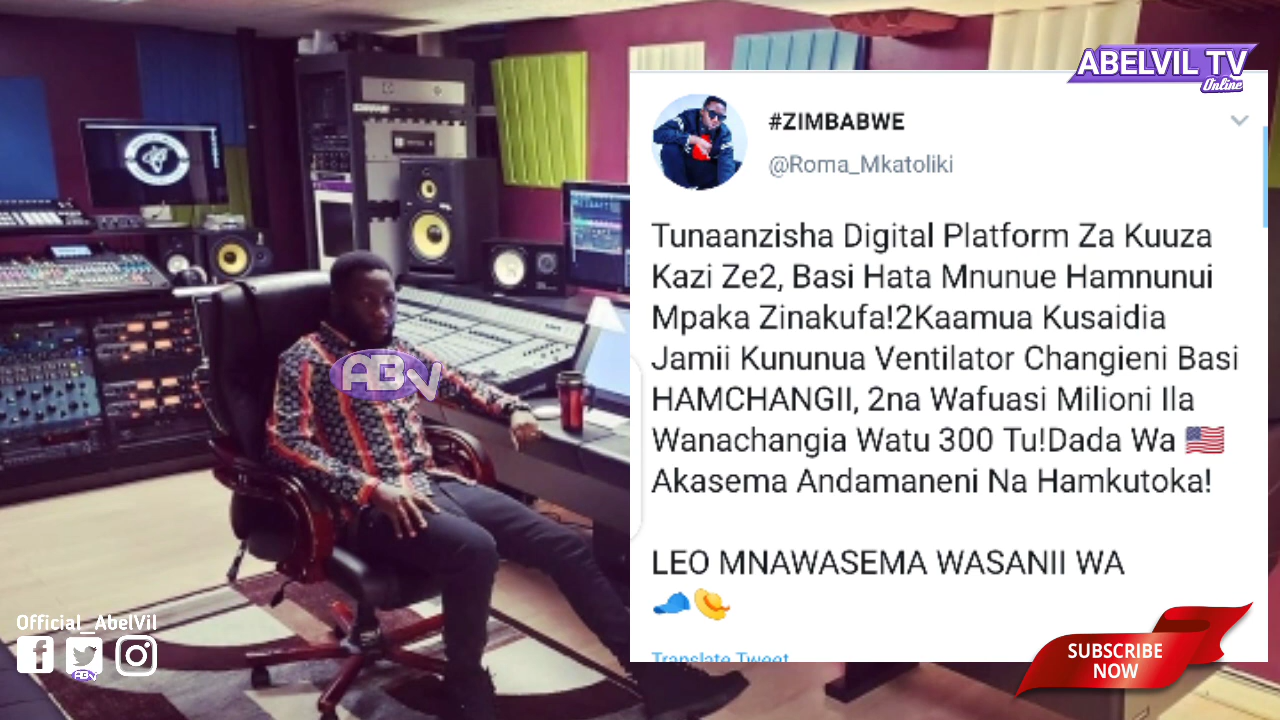 ABELVIL TV
Online
#ZIMBABWE
@Roma_Mkatoliki
Tunaanzisha Digital Platform Za Kuuza
Kazi Ze2, Basi Hata Mnunue Hamnunui
Mpaka Zinakufa!2Kaamua Kusaidia
Jamii Kununua Ventilator Changieni Basi
HAMCHANGII, 2na Wafuasi Milioni Ila
Wanachangia Watu 300 Tu!Dada Wa 🇺🇸
Akasema Andamaneni Na Hamkutoka!
LEO MNAWASEMA WASANII WA
🧢👒
Translate Tweet
ABV
Official_AbelVil
ABV
SUBSCRIBE
NOW